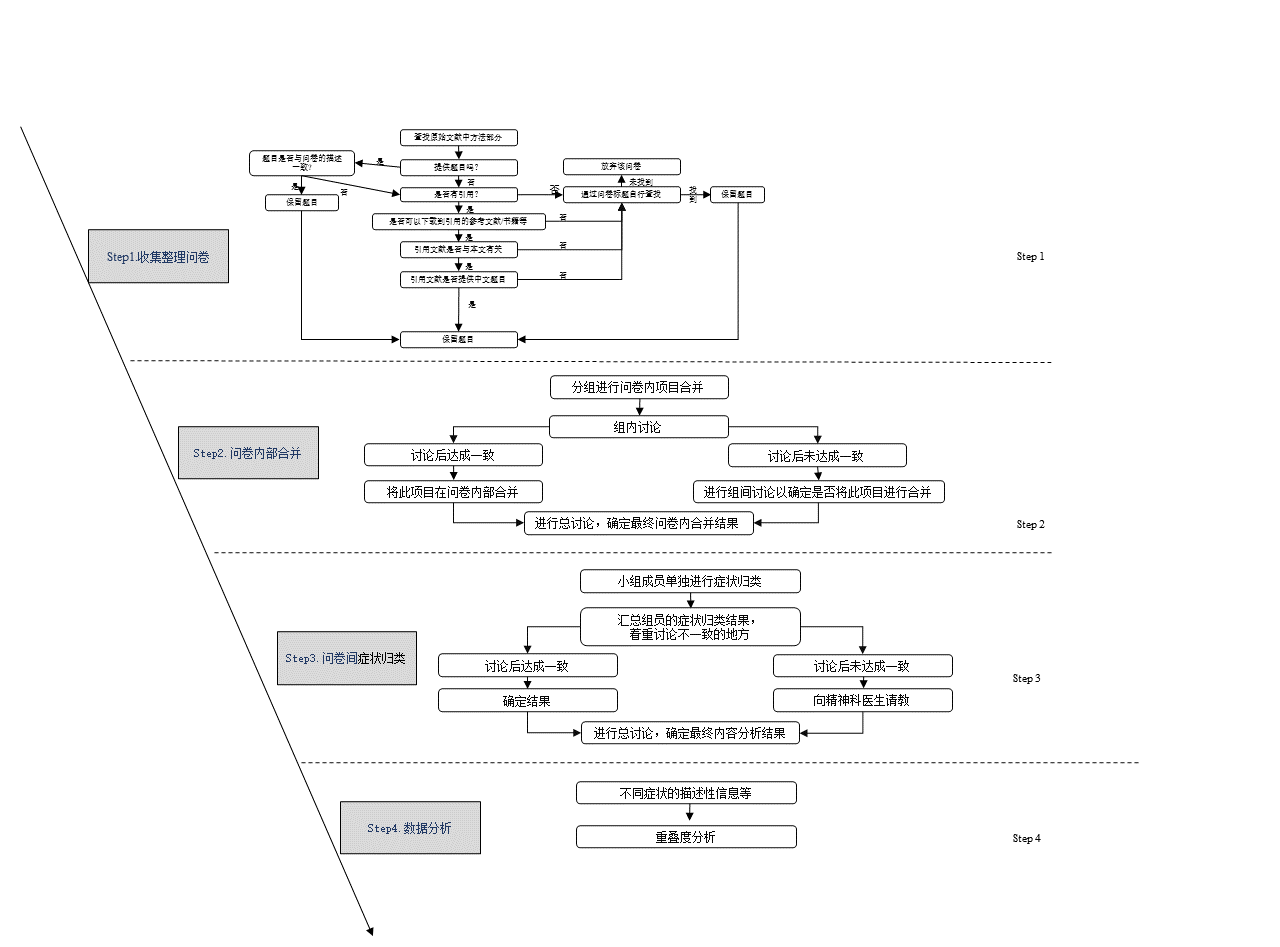 查找原始文献中方法部分
题目是否与问卷的描述
一致?
是
提供题目吗?
放弃该问卷
否
未找到
是
否
是否有引用?
否
通过问卷标题自行查找
找
到
保留题目
保留题目
是
是否可以下载到引用的参考文献/书籍等
否
是
引用文献是否与本文有关
否
Step1.收集整理问卷
Step 1
是
引用文献是否提供中文题目
否
是
保留题目
分组进行问卷内项目合并
组内讨论
Step2. 问卷内部合并
讨论后达成一致
讨论后未达成一致
将此项目在问卷内部合并
进行组间讨论以确定是否将此项目进行合并
进行总讨论，确定最终问卷内合并结果
Step 2
小组成员单独进行症状归类
汇总组员的症状归类结果，
着重讨论不一致的地方
Step3. 问卷间症状归类
讨论后达成一致
讨论后未达成一致
Step 3
确定结果
向精神科医生请教
进行总讨论，确定最终内容分析结果
不同症状的描述性信息等
Step4. 数据分析
重叠度分析
Step 4